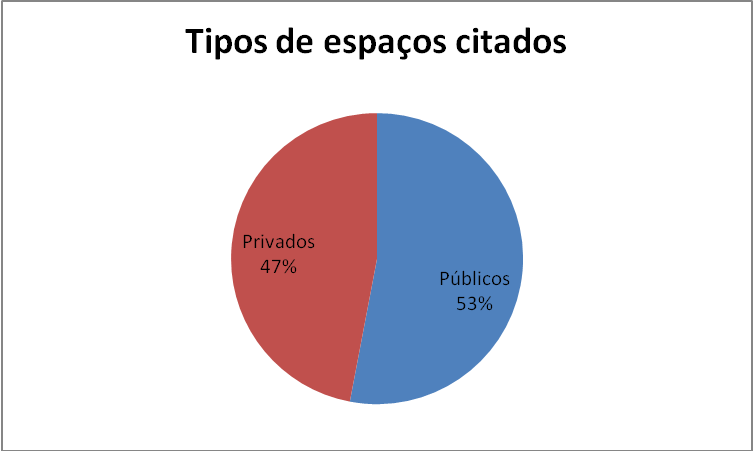 Tipos de espaços citados
Privados
47%
Públicos
53%